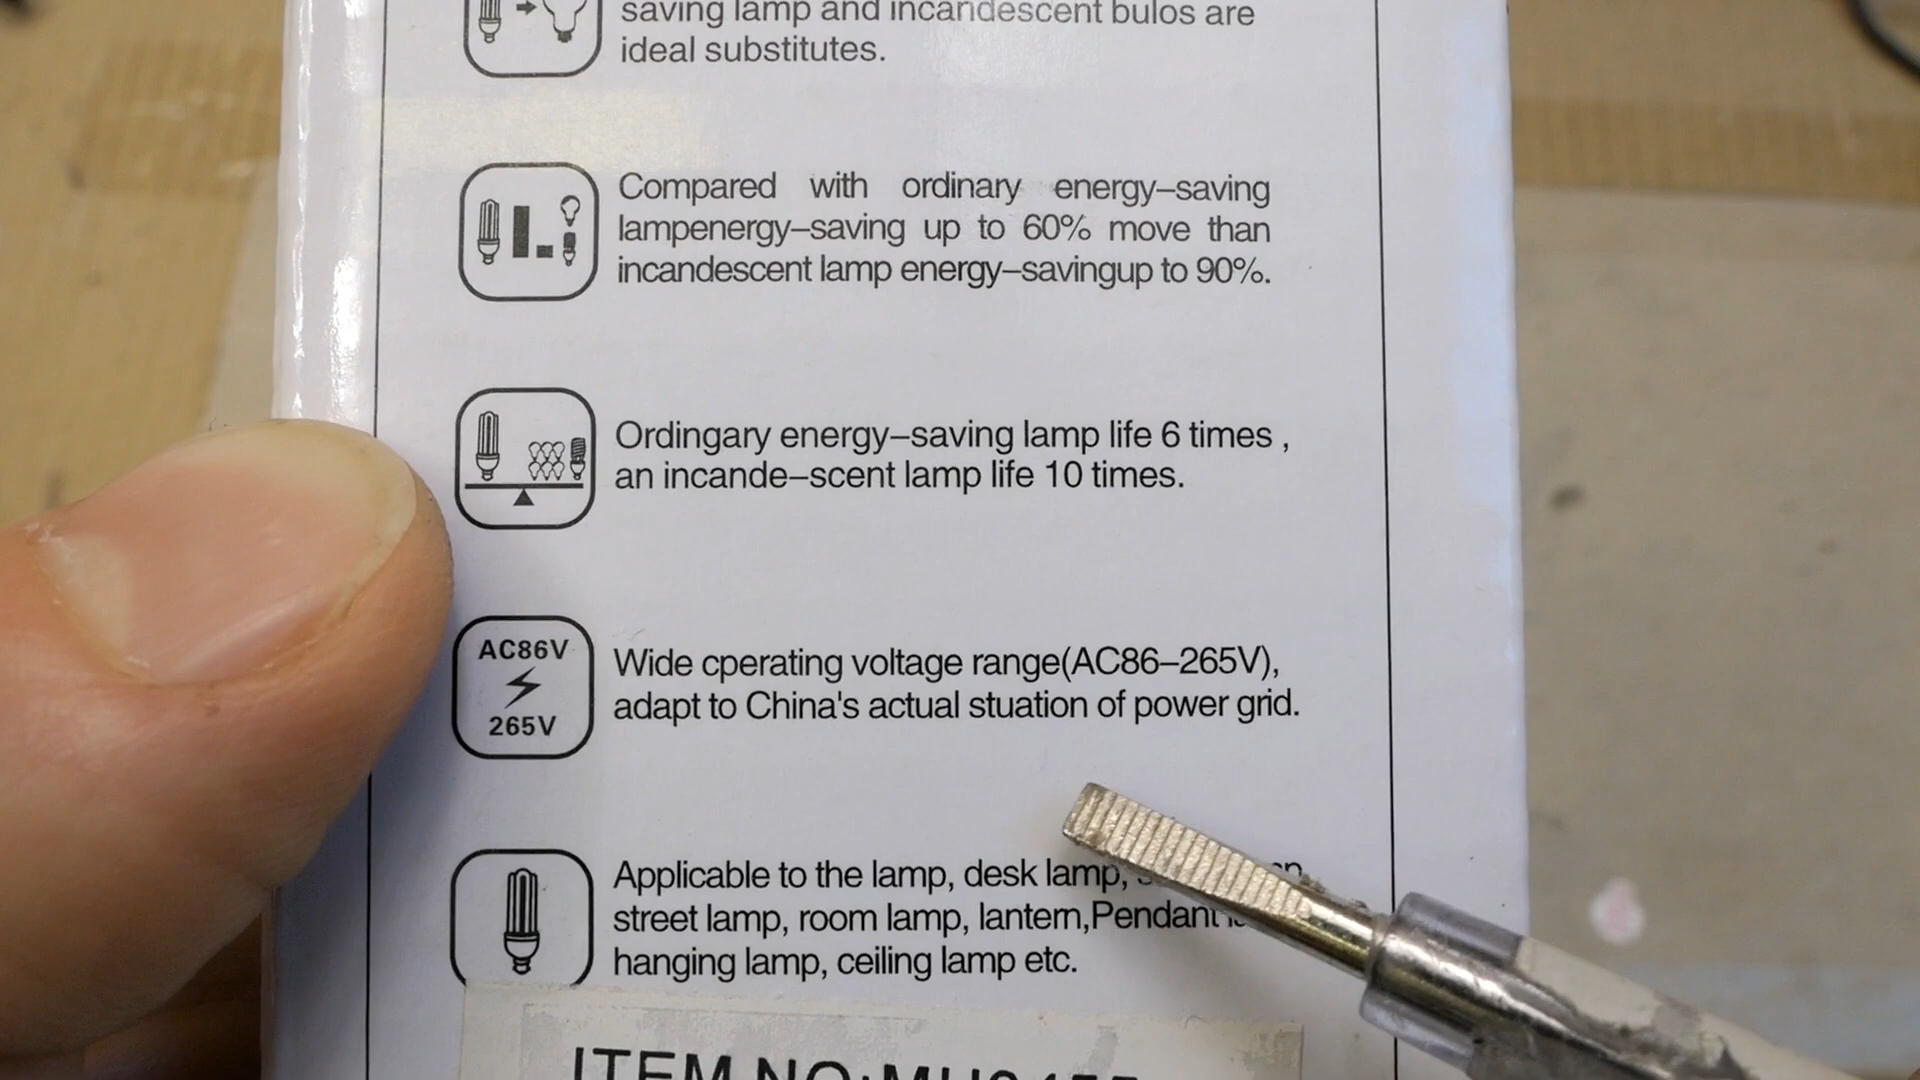 saving lamp and incandescent bulos are
ideal substitutes.
Compared with ordinary energy–saving
lampenergy–saving up to 60% move than
incandescent lamp energy–savingup to 90%.
Ordingary energy–saving lamp life 6 times ,
an incande–scent lamp life 10 times.
AC86V
265V
Wide cperating voltage range(AC86–265V),
adapt to China's actual stuation of power grid.
Applicable to the lamp, desk lamp,
street lamp, room lamp, lantern,Pendant
hanging lamp, ceiling lamp etc.
ITEM NO: